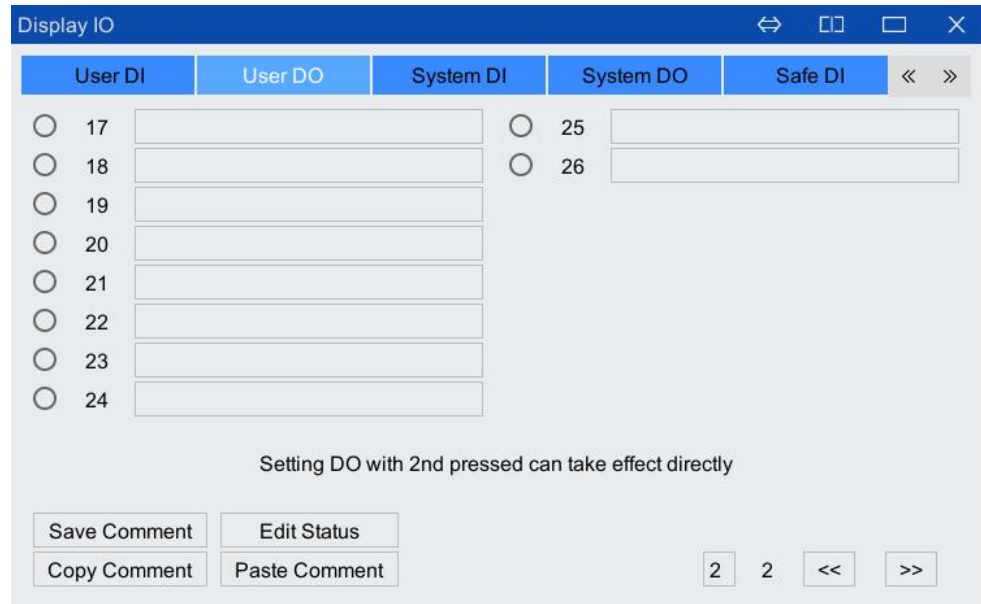 Display IO
User DI User DO System DI System DO Safe DI « »
17 25
18 26
19
20
21
22
23
24
Setting DO with 2nd pressed can take effect directly
Save Comment Edit Status
Copy Comment Paste Comment 2 2 << >>